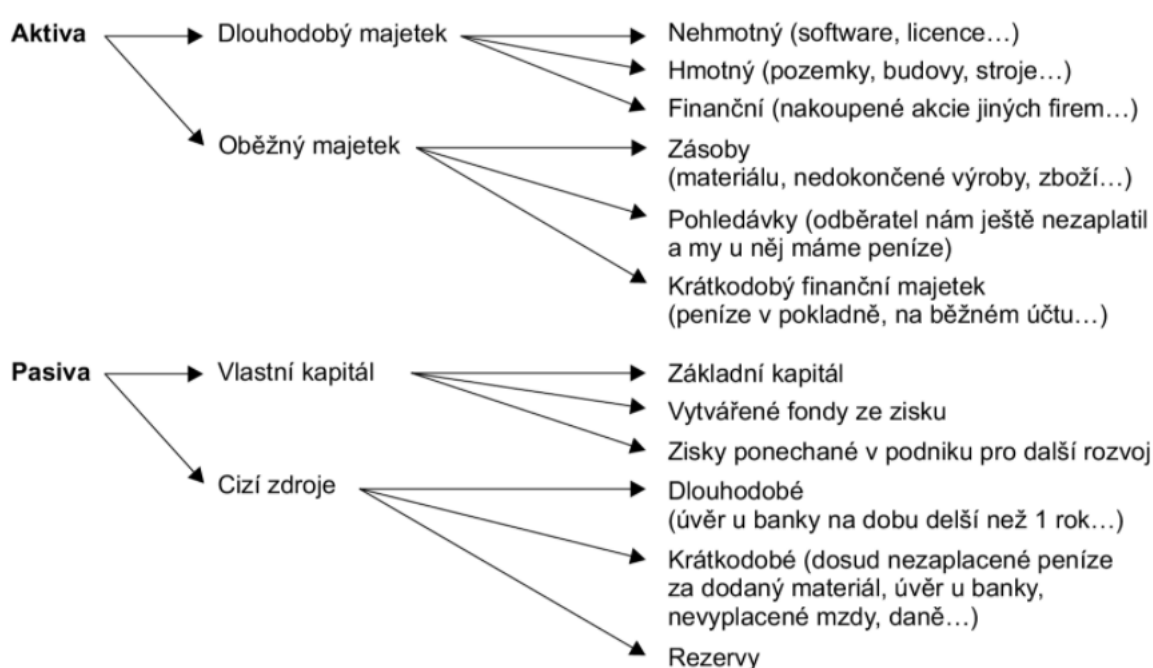 Aktiva
Dlouhodobý majetek
Nehmotný (software, licence…)
Hmotný (pozemky, budovy, stroje…)
Finanční (nakoupené akcie jiných firem…)
Oběžný majetek
Zásoby
(materiálu, nedokončené výroby, zboží…)
Pohledávky (odběratel nám ještě nezaplatil
a my u něj máme peníze)
Krátkodobý finanční majetek
(peníze v pokladně, na běžném účtu…)
Pasiva
Vlastní kapitál
Základní kapitál
Vytvářené fondy ze zisku
Zisky ponechané v podniku pro další rozvoj
Cizí zdroje
Dlouhodobé
(úvěr u banky na dobu delší než 1 rok…)
Krátkodobé (dosud nezaplacené peníze
za dodaný materiál, úvěr u banky,
nevyplacené mzdy, daně…)
Rezervy